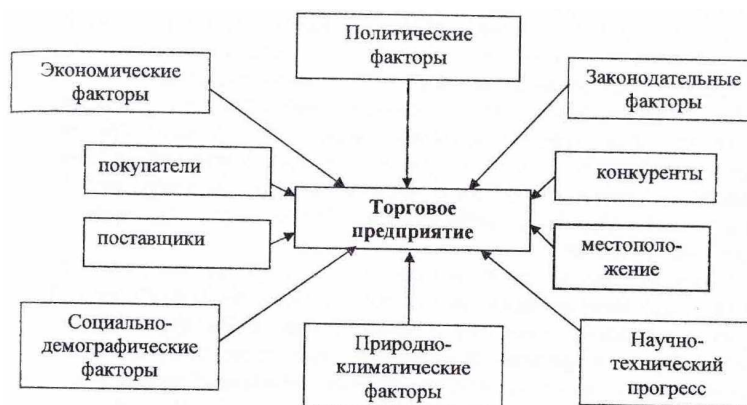 Политические
факторы
Экономические
факторы
Законодательные
факторы
покупатели
конкуренты
Торговое
предприятие
поставщики
местополо-
жение
Социально-
демографические
факторы
Природно-
климатические
факторы
Научно-
технический
прогресс